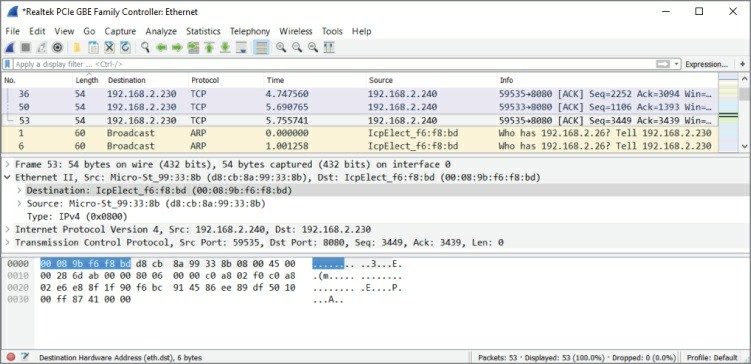 *Realtek PCIe GBE Family Controller: Ethernet
File Edit View Go Capture Analyze Statistics Telephony Wireless Tools Help
Apply a display filter ... <Ctrl-/> Expression... +
No. Length Destination Protocol Time Source Info
36 54 192.168.2.230 TCP 4.747560 192.168.2.240 59535→8080 [ACK] Seq=2252 Ack=3094 Win=…
50 54 192.168.2.230 TCP 5.690765 192.168.2.240 59533→8080 [ACK] Seq=1106 Ack=1393 Win=…
53 54 192.168.2.230 TCP 5.755741 192.168.2.240 59535→8080 [ACK] Seq=3449 Ack=3439 Win=…
1 60 Broadcast ARP 0.000000 IcpElect_f6:f8:bd Who has 192.168.2.26? Tell 192.168.2.230
6 60 Broadcast ARP 1.001258 IcpElect_f6:f8:bd Who has 192.168.2.26? Tell 192.168.2.230
Frame 53: 54 bytes on wire (432 bits), 54 bytes captured (432 bits) on interface 0
Ethernet II, Src: Micro-St_99:33:8b (d8:cb:8a:99:33:8b), Dst: IcpElect_f6:f8:bd (00:08:9b:f6:f8:bd)
Destination: IcpElect_f6:f8:bd (00:08:9b:f6:f8:bd)
Source: Micro-St_99:33:8b (d8:cb:8a:99:33:8b)
Type: IPv4 (0x0800)
Internet Protocol Version 4, Src: 192.168.2.240, Dst: 192.168.2.230
Transmission Control Protocol, Src Port: 59535, Dst Port: 8080, Seq: 3449, Ack: 3439, Len: 0
0000 00 08 9b f6 f8 bd d8 cb 8a 99 33 8b 08 00 45 00 ........ ..3...E.
0010 00 28 6d ab 00 00 80 06 00 00 c0 a8 02 f0 c0 a8 .(m..... ........
0020 02 e6 e8 8f 1f 90 f6 bc 91 45 86 ee 89 df 50 10 ........ .E....P.
0030 00 ff 87 41 00 00 ...A..
Destination Hardware Address (eth.dst), 6 bytes Packets: 53 · Displayed: 53 (100.0%) · Dropped: 0 (0.0%) Profile: Default